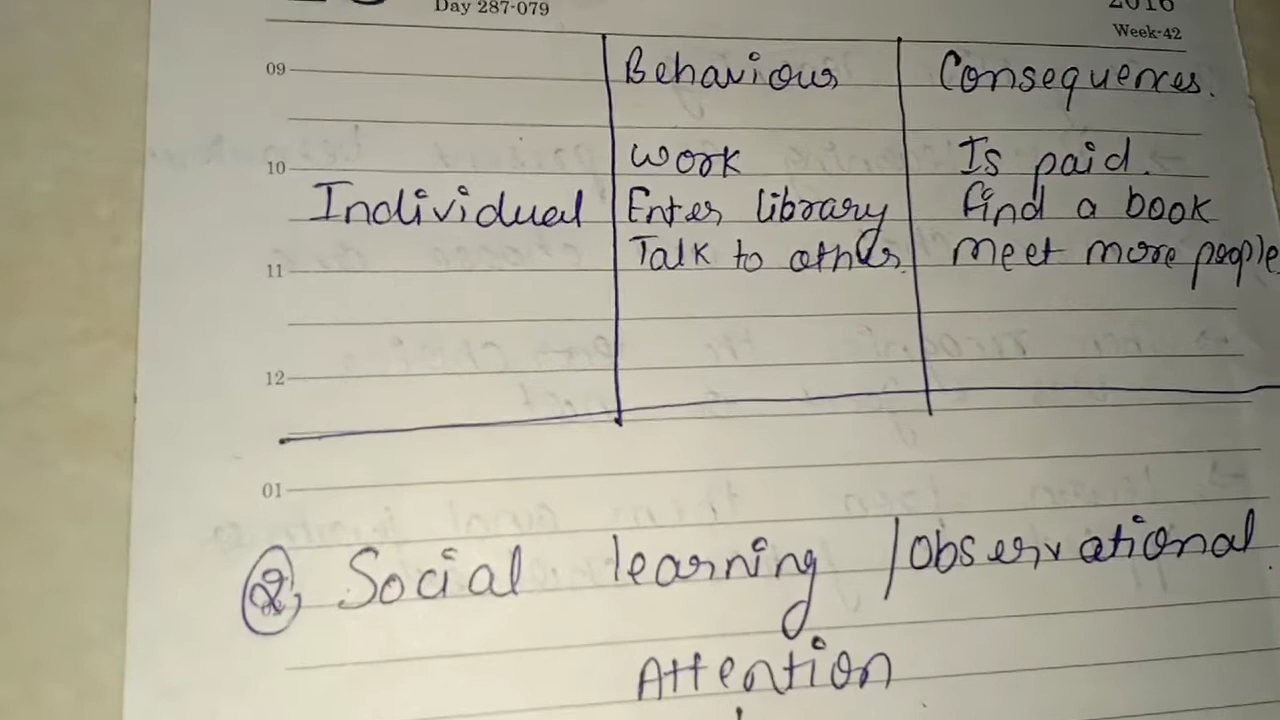 Day 287-079
2016
Week-42
09
Behaviour
Consequences.
10
Work
Is paid.
Individual
Enter library
find a book
Talk to others.
meet more people
11
12
01
2, Social learning / observational
Attention